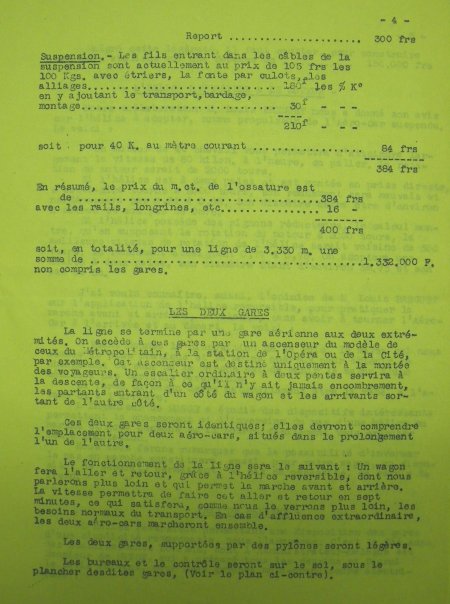 - 4 -
Report ...................... 300 frs
Suspension.- Les fils entrant dans les câbles de la
suspension sont actuellement au prix de 105 frs les
100 Kgs. avec étriers, la fonte par culots, les
alliages........................... 180f les % K°
en y ajoutant le transport, bardage,
montage............................ 30f - - -
----
210f - - -
soit pour 40 K. au mètre courant ............. 84 frs
---------
384 frs
En résumé, le prix du m.ct. de l'ossature est
de .....................................384 frs
avec les rails, longrines, etc............ 16 -
--------
400 frs
soit, en totalité, pour une ligne de 3.330 m. une
somme de .......................................1.332.000 F.
non compris les gares.
LES DEUX GARES
La ligne se termine par une gare aérienne aux deux extré-
mités. On accède à ces gares par un ascenseur du modèle de
ceux du Métropolitain, à la station de l'Opéra ou de la Cité,
par exemple. Cet ascenseur est destiné uniquement à la montée
des voyageurs. Un escalier ordinaire à deux pentes servira à
la descente, de façon à ce qu'il n'y ait jamais encombrement,
les partants entrant d'un côté du wagon et les arrivants sor-
tant de l'autre côté.
Ces deux gares seront identiques; elles devront comprendre
l'emplacement pour deux aéro-cars, situés dans le prolongement
l'un de l'autre.
Le fonctionnement de la ligne sera le suivant : Un wagon
fera l'aller et retour, grâce à l'hélice reversible, dont nous
parlerons plus loin et qui permet la marche avant et arrière.
La vitesse permettra de faire cet aller et retour en sept
minutes, ce qui satisfera, comme nous le verrons plus loin, les
besoins normaux du transport. En cas d'affluence extraordinaire,
les deux aéro-cars marcheront ensemble.
Les deux gares, supportées par des pylônes seront légères.
Les bureaux et le contrôle seront sur le sol, sous le
plancher desdites gares, (Voir le plan ci-contre).